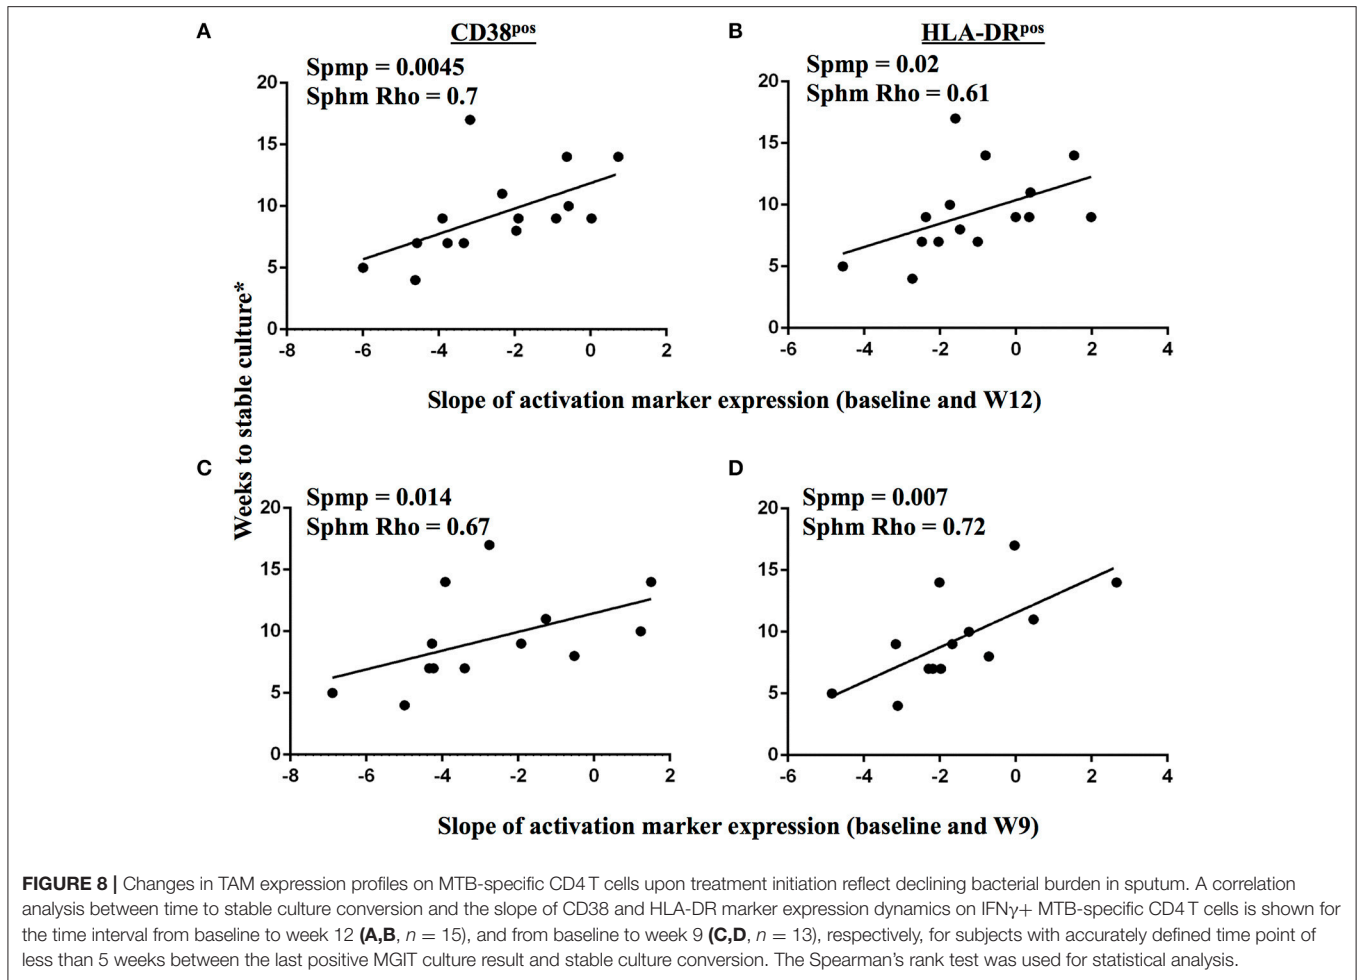 A
CD38pos
Spmp = 0.0045
Sphm Rho = 0.7
20
15
10
5
0
-8 -6 -4 -2 0 2
B
HLA-DRpos
Spmp = 0.02
Sphm Rho = 0.61
20
15
10
5
0
-6 -4 -2 0 2 4
Weeks to stable culture*
Slope of activation marker expression (baseline and W12)
C
Spmp = 0.014
Sphm Rho = 0.67
20
15
10
5
0
-8 -6 -4 -2 0 2
D
Spmp = 0.007
Sphm Rho = 0.72
20
15
10
5
0
-6 -4 -2 0 2 4
Slope of activation marker expression (baseline and W9)
FIGURE 8 | Changes in TAM expression profiles on MTB-specific CD4 T cells upon treatment initiation reflect declining bacterial burden in sputum. A correlation
analysis between time to stable culture conversion and the slope of CD38 and HLA-DR marker expression dynamics on IFNγ+ MTB-specific CD4 T cells is shown for
the time interval from baseline to week 12 (A,B, n = 15), and from baseline to week 9 (C,D, n = 13), respectively, for subjects with accurately defined time point of
less than 5 weeks between the last positive MGIT culture result and stable culture conversion. The Spearman's rank test was used for statistical analysis.